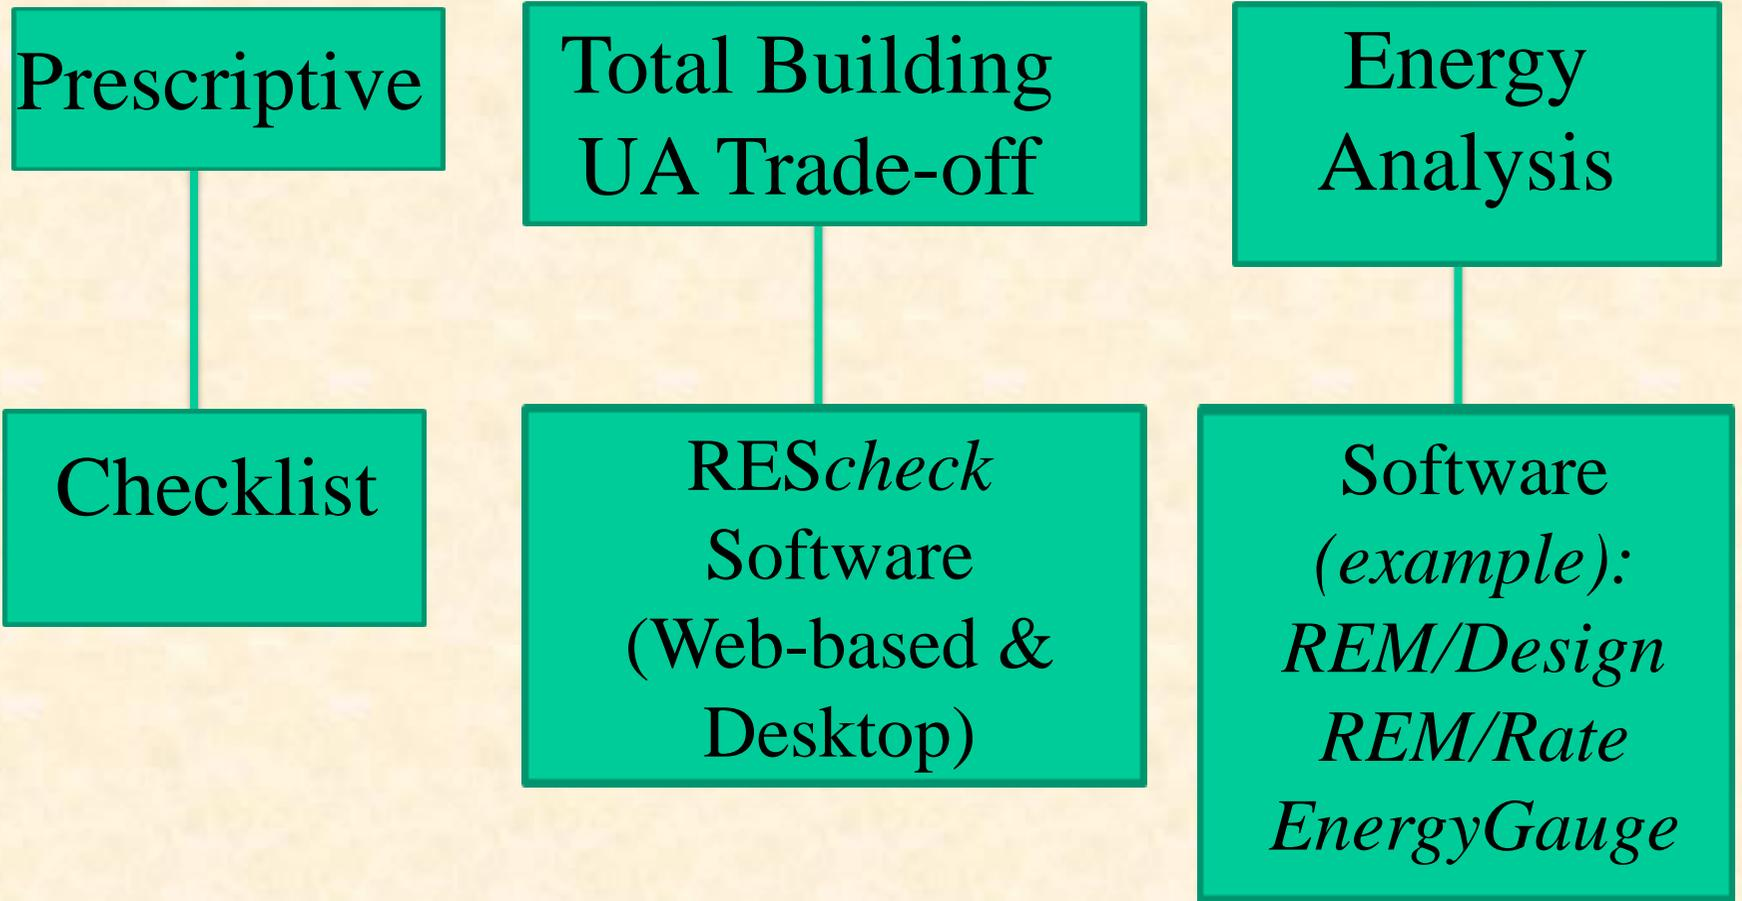 Prescriptive
Total Building
UA Trade-off
Energy
Analysis
Checklist
REScheck
Software
(Web-based &
Desktop)
Software
(example):
REM/Design
REM/Rate
EnergyGauge